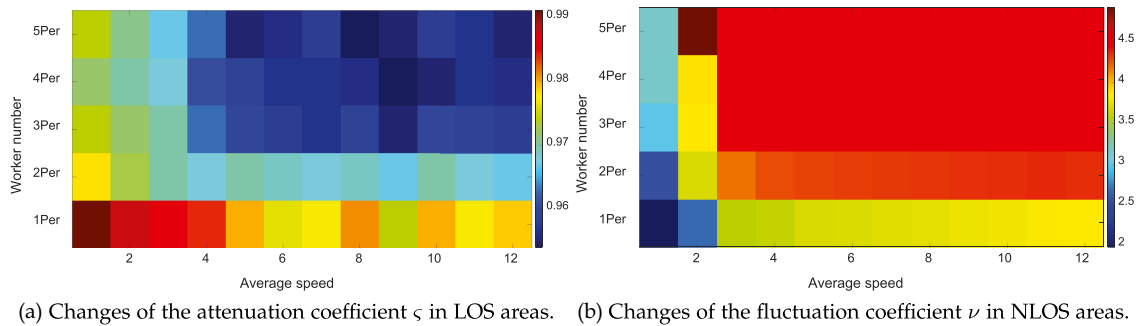 5Per
4Per
3Per
2Per
1Per
Worker number
2 4 6 8 10 12
Average speed
0.99
0.98
0.97
0.96
(a) Changes of the attenuation coefficient ς in LOS areas.
5Per
4Per
3Per
2Per
1Per
Worker number
2 4 6 8 10 12
Average speed
4.5
4
3.5
3
2.5
2
(b) Changes of the fluctuation coefficient ν in NLOS areas.